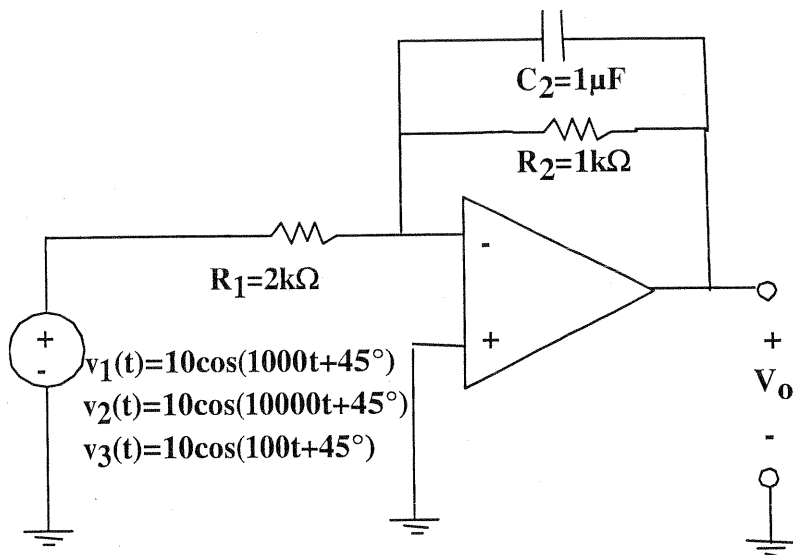 C2=1μF
R2=1kΩ
-
R1=2kΩ
+
+
-
v1(t)=10cos(1000t+45°)
v2(t)=10cos(10000t+45°)
v3(t)=10cos(100t+45°)
+
Vo
-